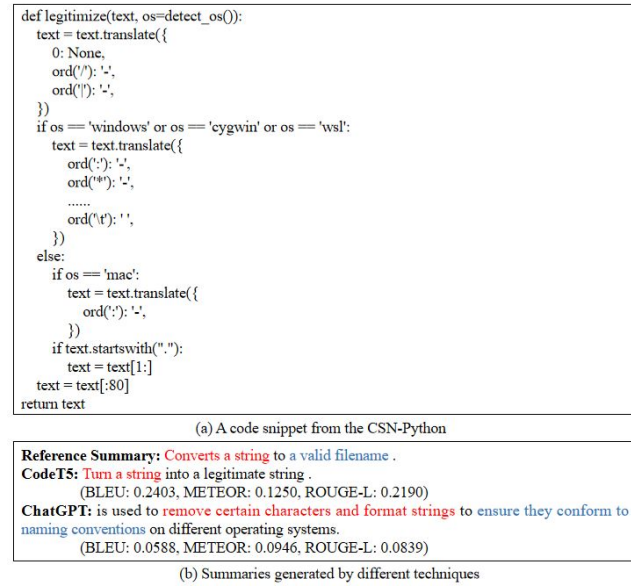 def legitimize(text, os=detect_os()):
text = text.translate({
0: None,
ord('/'): '-',
ord('|'): '-',
})
if os == 'windows' or os == 'cygwin' or os == 'wsl':
text = text.translate({
ord(':'): '-',
ord('*'): '-',
......
ord('\t'): ' ',
})
else:
if os == 'mac':
text = text.translate({
ord(':'): '-',
})
if text.startswith("."):
text = text[1:]
text = text[:80]
return text
(a) A code snippet from the CSN-Python
Reference Summary: Converts a string to a valid filename .
CodeT5: Turn a string into a legitimate string .
(BLEU: 0.2403, METEOR: 0.1250, ROUGE-L: 0.2190)
ChatGPT: is used to remove certain characters and format strings to ensure they conform to
naming conventions on different operating systems.
(BLEU: 0.0588, METEOR: 0.0946, ROUGE-L: 0.0839)
(b) Summaries generated by different techniques